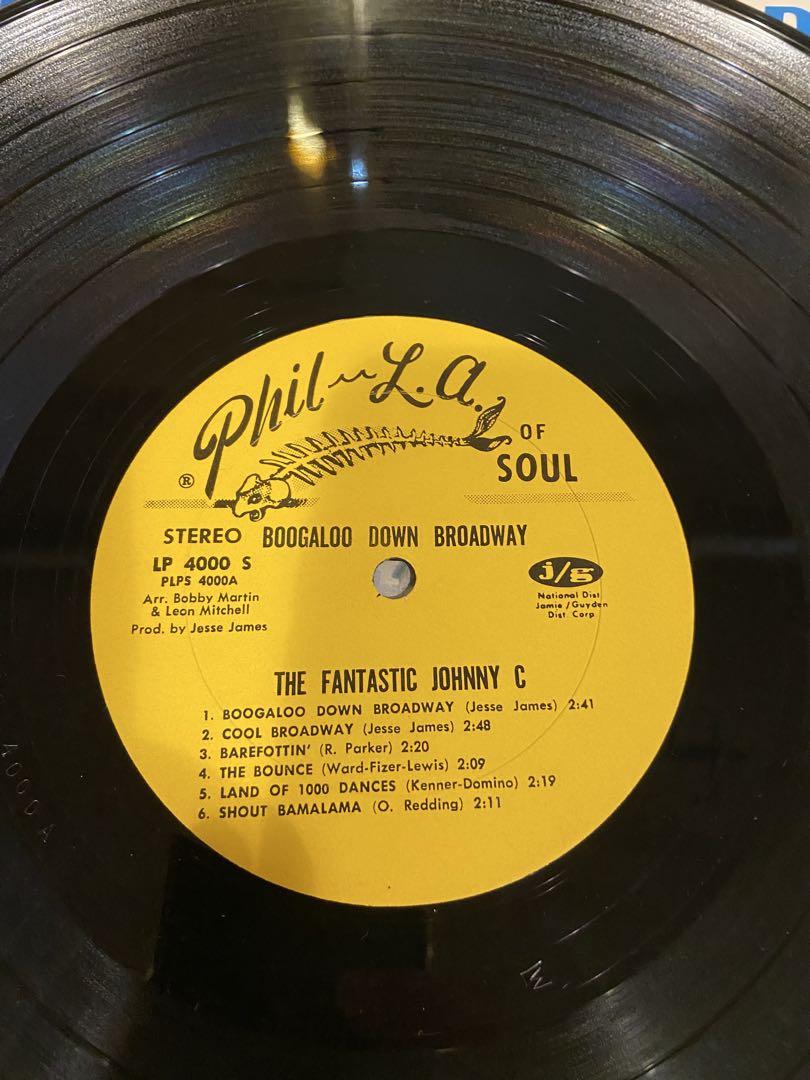 Phil-L.A.
OF
SOUL
®
STEREO BOOGALOO DOWN BROADWAY
LP 4000 S
PLPS 4000A
Arr. Bobby Martin
& Leon Mitchell
Prod. by Jesse James
j/g
National Dist
Jamie/Guyden
Dist Corp
THE FANTASTIC JOHNNY C
1. BOOGALOO DOWN BROADWAY (Jesse James) 2:41
2. COOL BROADWAY (Jesse James) 2:48
3. BAREFOTTIN' (R. Parker) 2:20
4. THE BOUNCE (Ward-Fizer-Lewis) 2:09
5. LAND OF 1000 DANCES (Kenner-Domino) 2:19
6. SHOUT BAMALAMA (O. Redding) 2:11
4000A